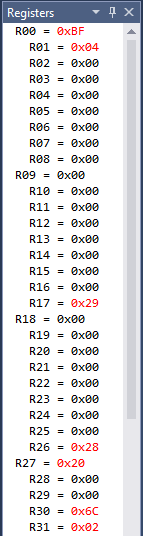 Registers
R00 = 0xBF
R01 = 0x04
R02 = 0x00
R03 = 0x00
R04 = 0x00
R05 = 0x00
R06 = 0x00
R07 = 0x00
R08 = 0x00
R09 = 0x00
R10 = 0x00
R11 = 0x00
R12 = 0x00
R13 = 0x00
R14 = 0x00
R15 = 0x00
R16 = 0x00
R17 = 0x29
R18 = 0x00
R19 = 0x00
R20 = 0x00
R21 = 0x00
R22 = 0x00
R23 = 0x00
R24 = 0x00
R25 = 0x00
R26 = 0x28
R27 = 0x20
R28 = 0x00
R29 = 0x00
R30 = 0x6C
R31 = 0x02